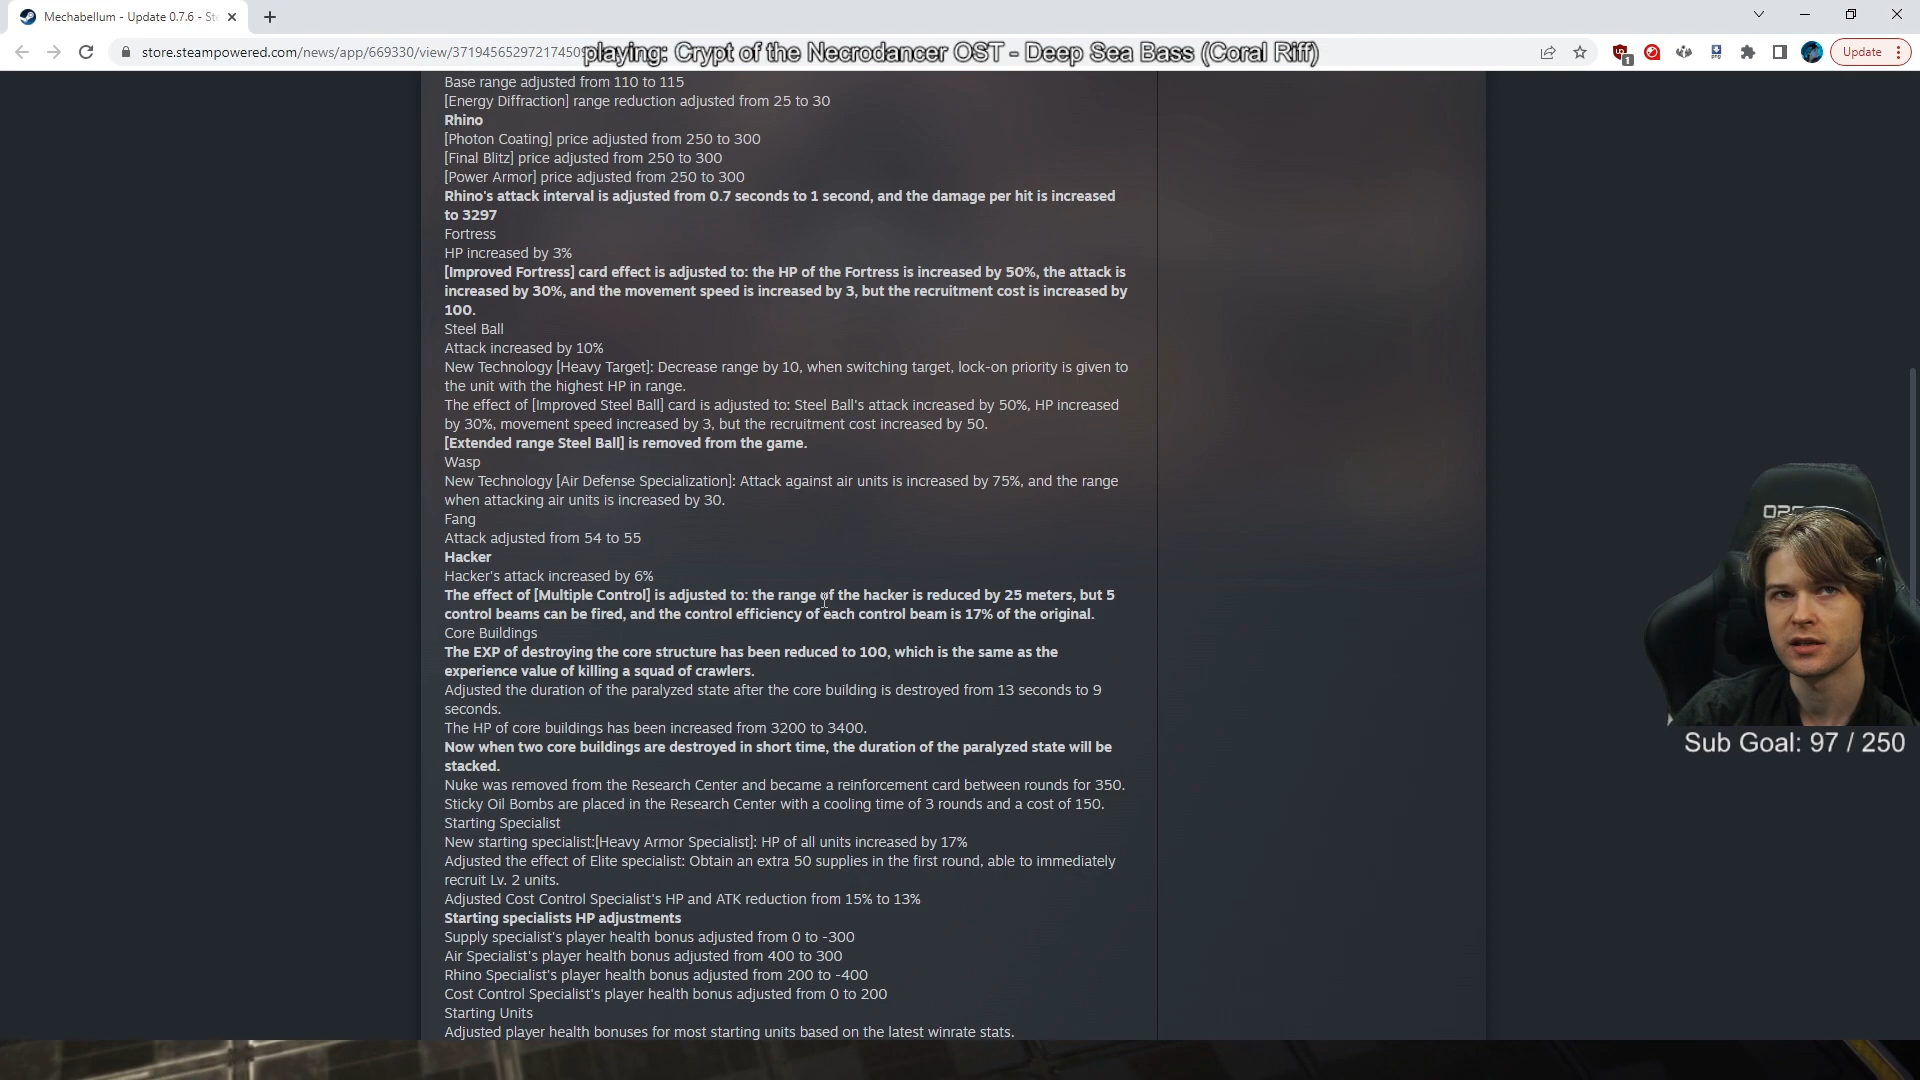 Mechabellum - Update 0.7.6 - St
store.steampowered.com/news/app/669330/view/37194565297217450
playing: Crypt of the Necrodancer OST - Deep Sea Bass (Coral Riff)
1
Update
Base range adjusted from 110 to 115
[Energy Diffraction] range reduction adjusted from 25 to 30
Rhino
[Photon Coating] price adjusted from 250 to 300
[Final Blitz] price adjusted from 250 to 300
[Power Armor] price adjusted from 250 to 300
Rhino's attack interval is adjusted from 0.7 seconds to 1 second, and the damage per hit is increased
to 3297
Fortress
HP increased by 3%
[Improved Fortress] card effect is adjusted to: the HP of the Fortress is increased by 50%, the attack is
increased by 30%, and the movement speed is increased by 3, but the recruitment cost is increased by
100.
Steel Ball
Attack increased by 10%
New Technology [Heavy Target]: Decrease range by 10, when switching target, lock-on priority is given to
the unit with the highest HP in range.
The effect of [Improved Steel Ball] card is adjusted to: Steel Ball's attack increased by 50%, HP increased
by 30%, movement speed increased by 3, but the recruitment cost increased by 50.
[Extended range Steel Ball] is removed from the game.
Wasp
New Technology [Air Defense Specialization]: Attack against air units is increased by 75%, and the range
when attacking air units is increased by 30.
Fang
Attack adjusted from 54 to 55
Hacker
Hacker's attack increased by 6%
The effect of [Multiple Control] is adjusted to: the range of the hacker is reduced by 25 meters, but 5
control beams can be fired, and the control efficiency of each control beam is 17% of the original.
Core Buildings
The EXP of destroying the core structure has been reduced to 100, which is the same as the
experience value of killing a squad of crawlers.
Adjusted the duration of the paralyzed state after the core building is destroyed from 13 seconds to 9
seconds.
The HP of core buildings has been increased from 3200 to 3400.
Now when two core buildings are destroyed in short time, the duration of the paralyzed state will be
stacked.
Nuke was removed from the Research Center and became a reinforcement card between rounds for 350.
Sticky Oil Bombs are placed in the Research Center with a cooling time of 3 rounds and a cost of 150.
Starting Specialist
New starting specialist:[Heavy Armor Specialist]: HP of all units increased by 17%
Adjusted the effect of Elite specialist: Obtain an extra 50 supplies in the first round, able to immediately
recruit Lv. 2 units.
Adjusted Cost Control Specialist's HP and ATK reduction from 15% to 13%
Starting specialists HP adjustments
Supply specialist's player health bonus adjusted from 0 to -300
Air Specialist's player health bonus adjusted from 400 to 300
Rhino Specialist's player health bonus adjusted from 200 to -400
Cost Control Specialist's player health bonus adjusted from 0 to 200
Starting Units
Adjusted player health bonuses for most starting units based on the latest winrate stats.
Sub Goal: 97 / 250